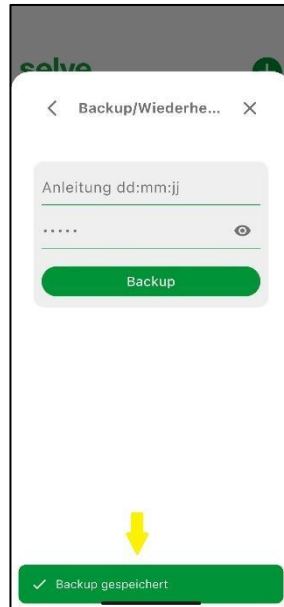 selve
Backup/Wiederhe...
Anleitung dd:mm:jj
.....
Backup
Backup gespeichert